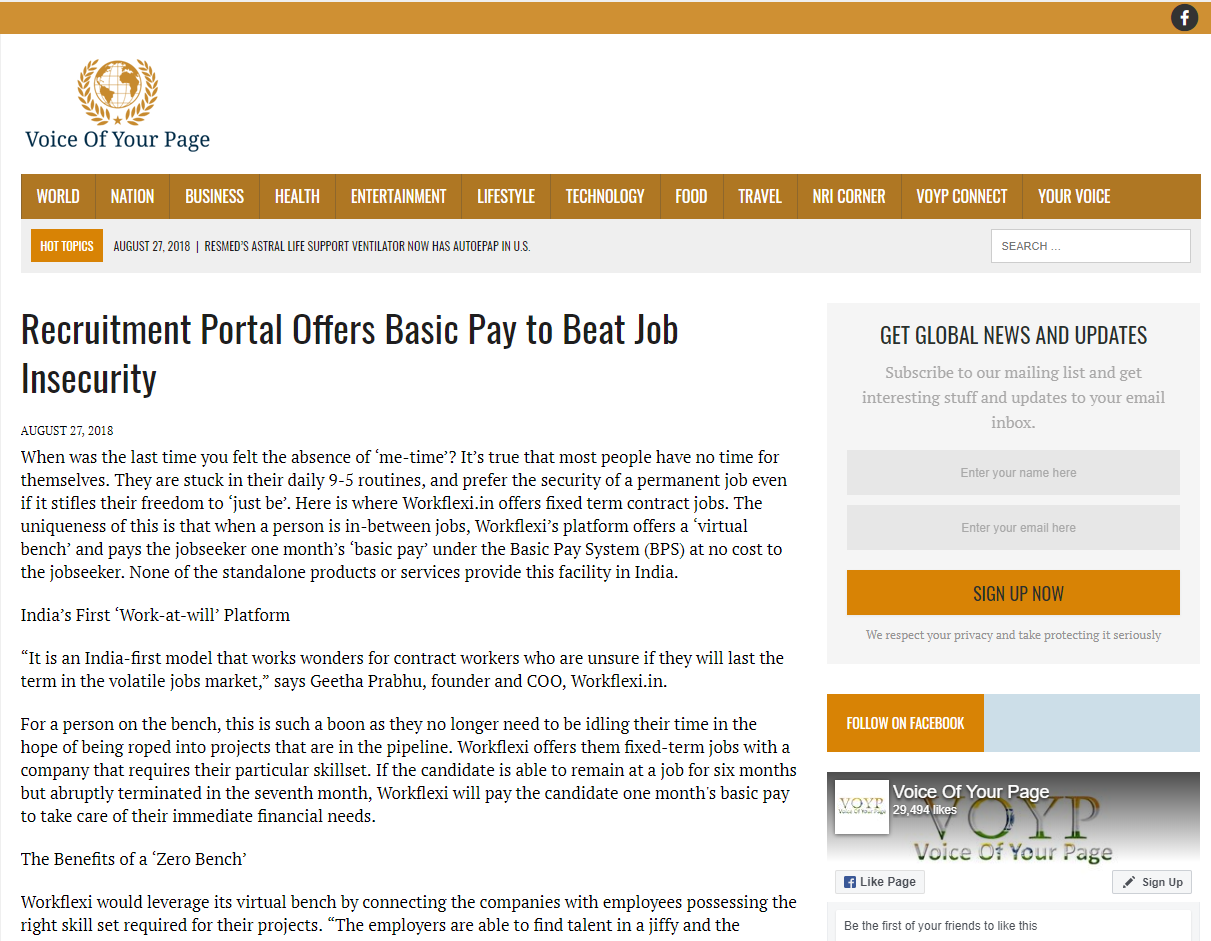 Voice Of Your Page
WORLD NATION BUSINESS HEALTH ENTERTAINMENT LIFESTYLE TECHNOLOGY FOOD TRAVEL NRI CORNER VOYP CONNECT YOUR VOICE
HOT TOPICS AUGUST 27, 2018 | RESMED’S ASTRAL LIFE SUPPORT VENTILATOR NOW HAS AUTOEPAP IN U.S. SEARCH …
Recruitment Portal Offers Basic Pay to Beat Job
Insecurity
AUGUST 27, 2018
When was the last time you felt the absence of ‘me-time’? It’s true that most people have no time for
themselves. They are stuck in their daily 9-5 routines, and prefer the security of a permanent job even
if it stifles their freedom to ‘just be’. Here is where Workflexi.in offers fixed term contract jobs. The
uniqueness of this is that when a person is in-between jobs, Workflexi’s platform offers a ‘virtual
bench’ and pays the jobseeker one month’s ‘basic pay’ under the Basic Pay System (BPS) at no cost to
the jobseeker. None of the standalone products or services provide this facility in India.
India’s First ‘Work-at-will’ Platform
“It is an India-first model that works wonders for contract workers who are unsure if they will last the
term in the volatile jobs market,” says Geetha Prabhu, founder and COO, Workflexi.in.
For a person on the bench, this is such a boon as they no longer need to be idling their time in the
hope of being roped into projects that are in the pipeline. Workflexi offers them fixed-term jobs with a
company that requires their particular skillset. If the candidate is able to remain at a job for six months
but abruptly terminated in the seventh month, Workflexi will pay the candidate one month's basic pay
to take care of their immediate financial needs.
The Benefits of a ‘Zero Bench’
Workflexi would leverage its virtual bench by connecting the companies with employees possessing the
right skill set required for their projects. “The employers are able to find talent in a jiffy and the
GET GLOBAL NEWS AND UPDATES
Subscribe to our mailing list and get
interesting stuff and updates to your email
inbox.
Enter your name here
Enter your email here
SIGN UP NOW
We respect your privacy and take protecting it seriously
FOLLOW ON FACEBOOK
VOYP
Voice Of Your Page
Voice Of Your Page
29,494 likes
VOYP
Voice Of Your Page
Like Page
Sign Up
Be the first of your friends to like this